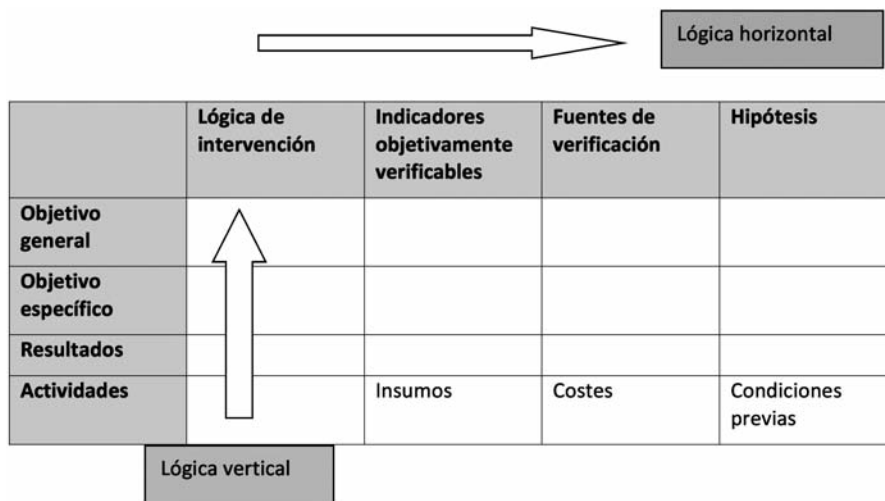 Lógica horizontal
Lógica de
intervención
Indicadores
objetivamente
verificables
Fuentes de
verificación
Hipótesis
Objetivo
general
Objetivo
específico
Resultados
Actividades
Insumos
Costes
Condiciones
previas
Lógica vertical